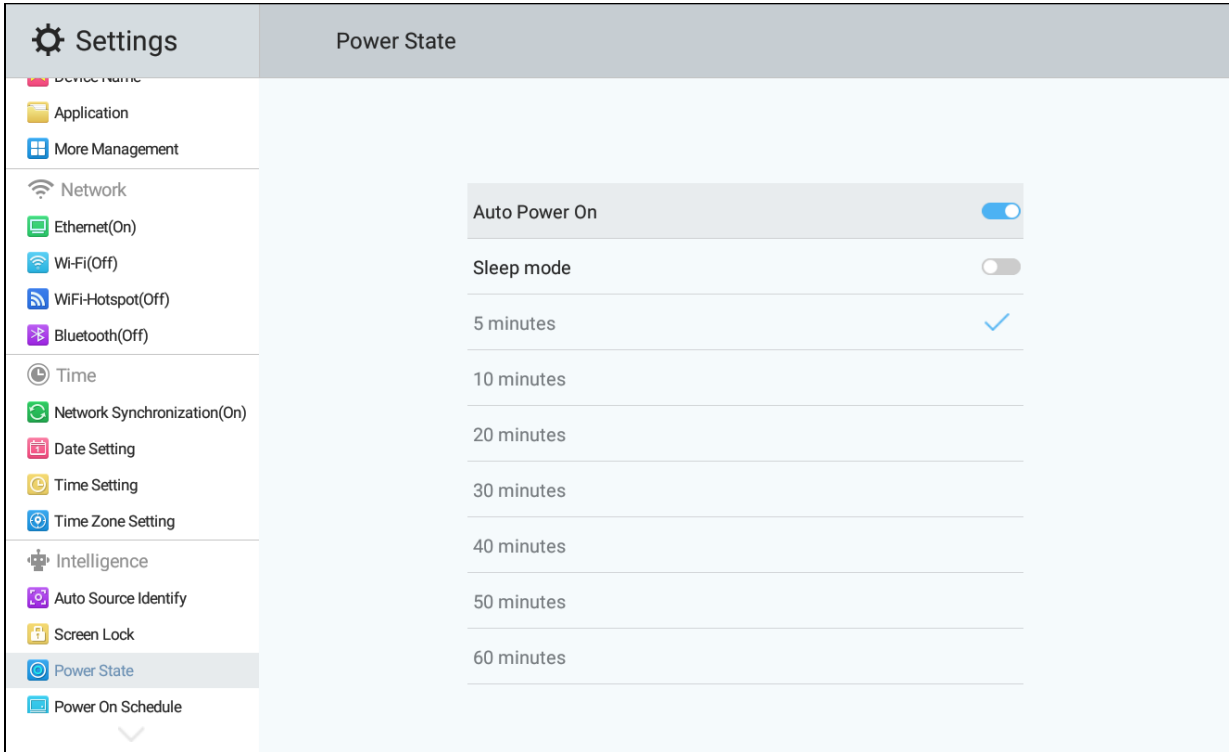 Settings
Power State
Device Name
Application
More Management
Network
Ethernet(On)
Wi-Fi(Off)
WiFi-Hotspot(Off)
Bluetooth(Off)
Time
Network Synchronization(On)
Date Setting
Time Setting
Time Zone Setting
Intelligence
Auto Source Identify
Screen Lock
Power State
Power On Schedule
Auto Power On
Sleep mode
5 minutes
10 minutes
20 minutes
30 minutes
40 minutes
50 minutes
60 minutes